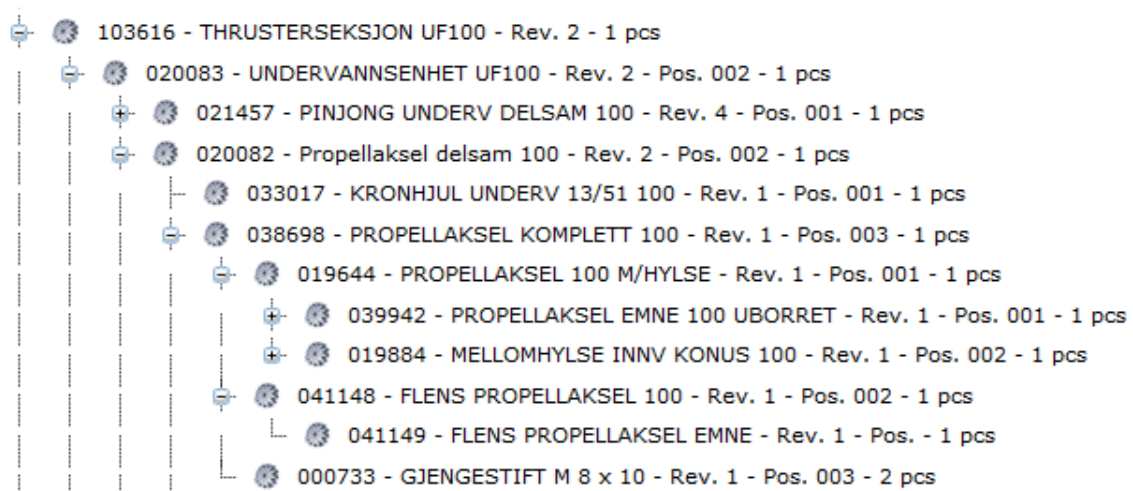 103616 - THRUSTERSEKSJON UF100 - Rev. 2 - 1 pcs
020083 - UNDERVANNSENHET UF100 - Rev. 2 - Pos. 002 - 1 pcs
021457 - PINJONG UNDERV DELSAM 100 - Rev. 4 - Pos. 001 - 1 pcs
020082 - Propellaksel delsam 100 - Rev. 2 - Pos. 002 - 1 pcs
033017 - KRONHJUL UNDERV 13/51 100 - Rev. 1 - Pos. 001 - 1 pcs
038698 - PROPELLAKSEL KOMPLETT 100 - Rev. 1 - Pos. 003 - 1 pcs
019644 - PROPELLAKSEL 100 M/HYLSE - Rev. 1 - Pos. 001 - 1 pcs
039942 - PROPELLAKSEL EMNE 100 UBORRET - Rev. 1 - Pos. 001 - 1 pcs
019884 - MELLOMHYLSE INNV KONUS 100 - Rev. 1 - Pos. 002 - 1 pcs
041148 - FLENS PROPELLAKSEL 100 - Rev. 1 - Pos. 002 - 1 pcs
041149 - FLENS PROPELLAKSEL EMNE - Rev. 1 - Pos. - 1 pcs
000733 - GJENGESTIFT M 8 x 10 - Rev. 1 - Pos. 003 - 2 pcs